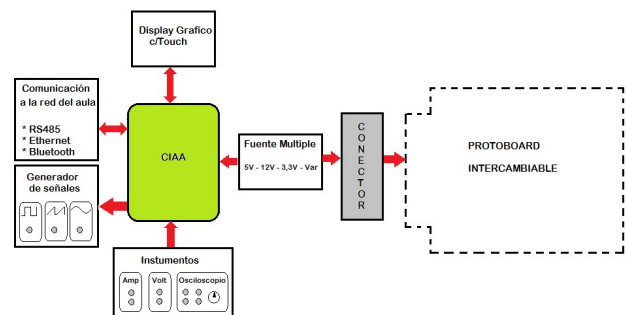 Display Grafico
c/Touch
Comunicación
a la red del aula
* RS485
* Ethernet
* Bluetooth
CIAA
Fuente Multiple
5V - 12V - 3,3V - Var
CONECTOR
PROTOBOARD
INTERCAMBIABLE
Generador
de señales
Instumentos
Amp
Volt
Osciloscopio